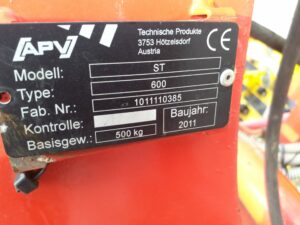 APV
Technische Produkte
3753 Hötzelsdorf
Austria
CE
Modell: ST
Type: 600
Fab. Nr.: 1011110385
Kontrolle: Baujahr:
Basisgew.: 500 kg 2011